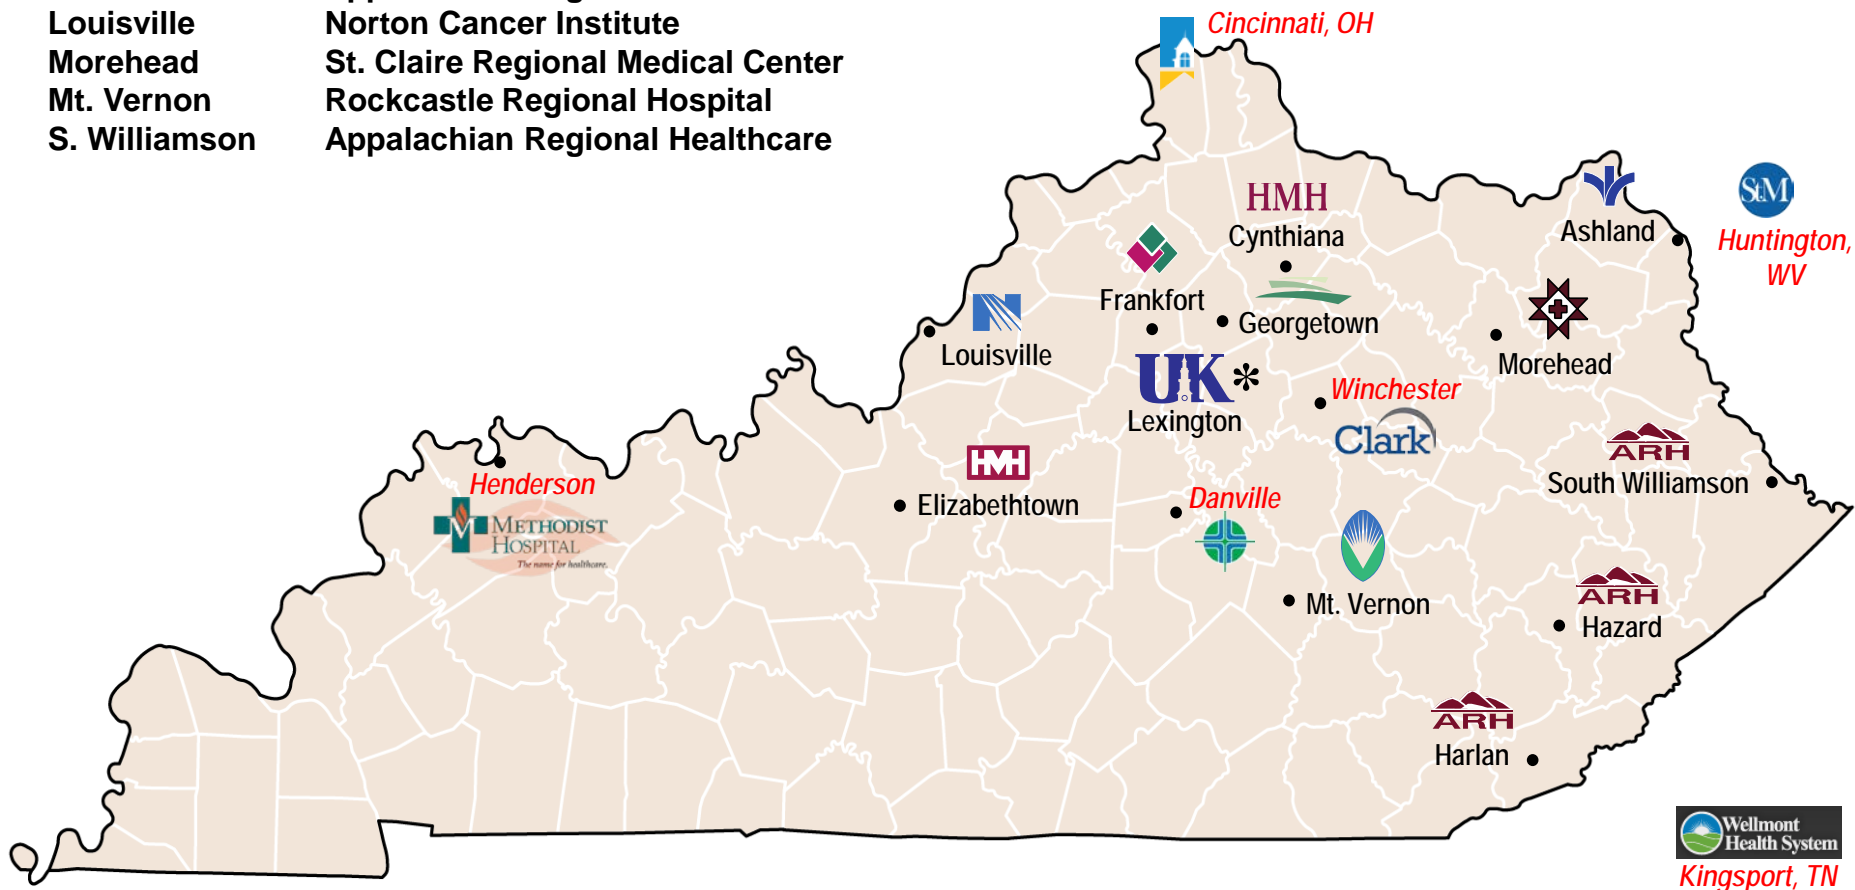 Louisville Norton Cancer Institute
Morehead St. Claire Regional Medical Center
Mt. Vernon Rockcastle Regional Hospital
S. Williamson Appalachian Regional Healthcare
Cincinnati, OH
HMH
Cynthiana
Ashland
StM
Huntington,
WV
Frankfort
Georgetown
N
Louisville
Morehead
UK*
Lexington
Winchester
Clark
ARH
South Williamson
HMH
Elizabethtown
Henderson
M METHODIST
HOSPITAL
The name for healthcare.
Danville
Mt. Vernon
ARH
Hazard
ARH
Harlan
Wellmont
Health System
Kingsport, TN